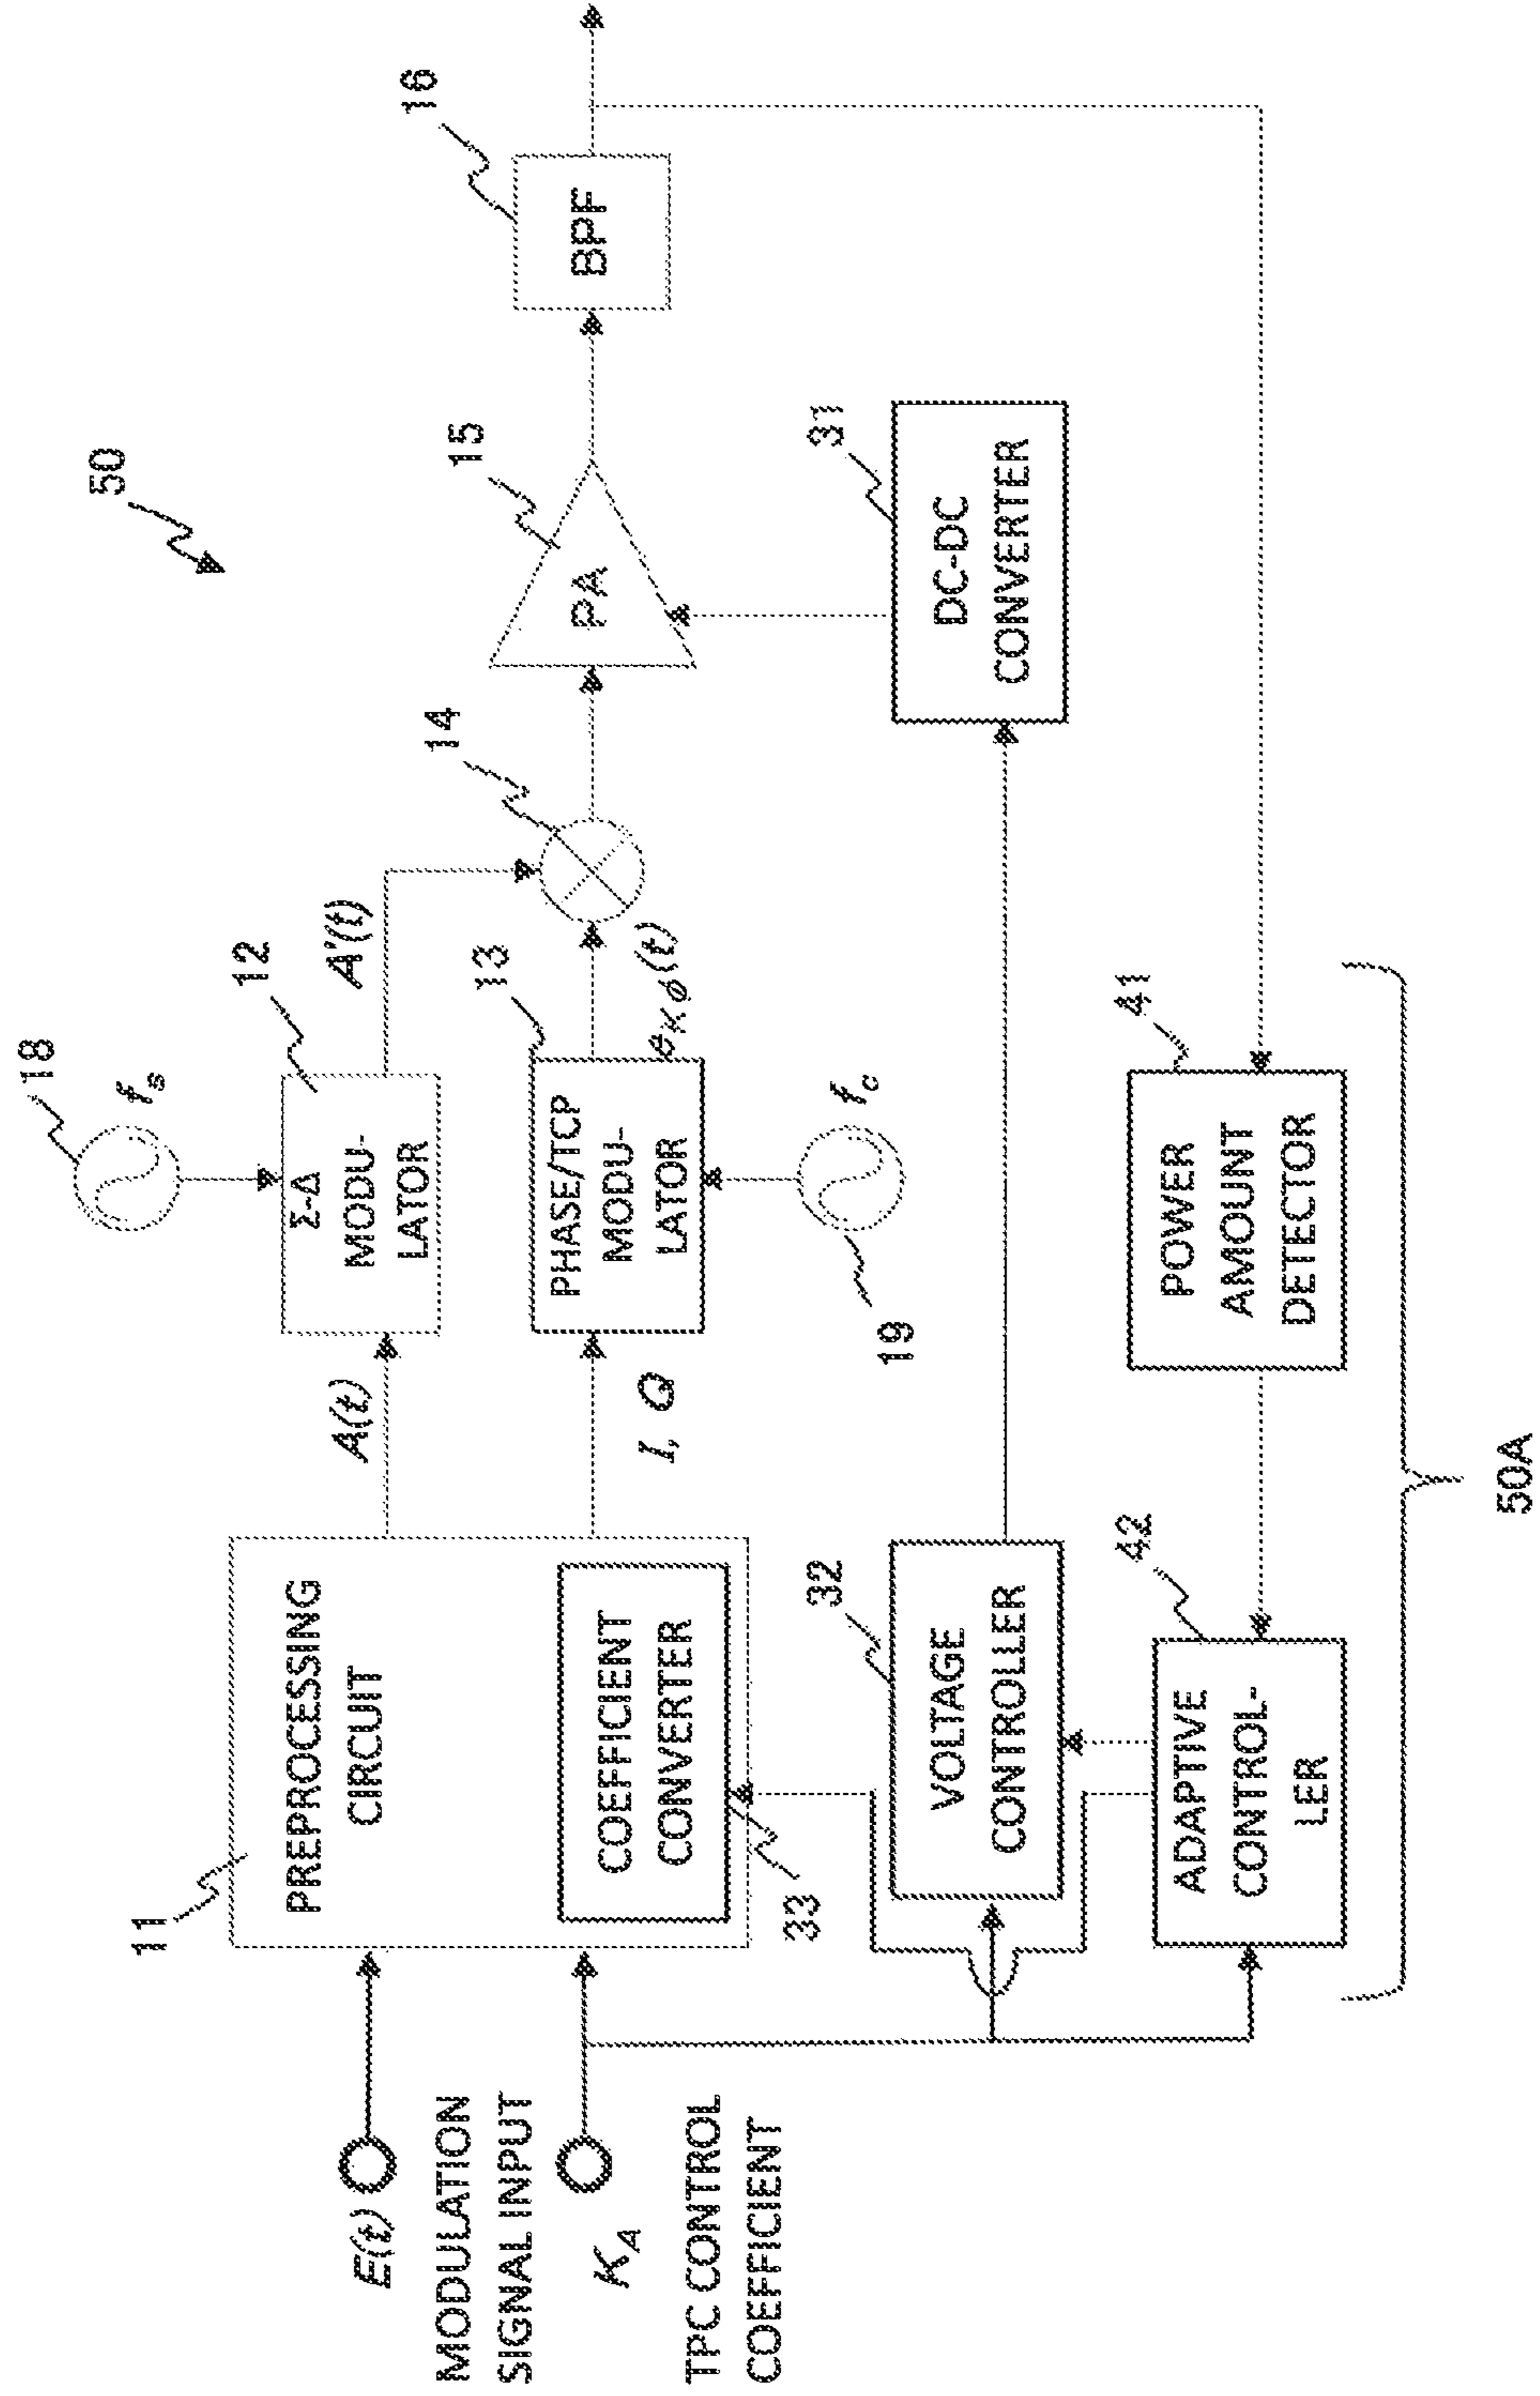 50
18
fs
12
A'(t)
14
15
16
11
PREPROCESSING
CIRCUIT
A(t)
Σ-Δ
MODU-
LATOR
PA
BPF
E(t)
MODULATION
SIGNAL INPUT
COEFFICIENT
CONVERTER
I, Q
13
PHASE/TCP
MODU-
LATOR
eKø(t)
KA
TPC CONTROL
COEFFICIENT
33
32
19
fc
31
VOLTAGE
CONTROLLER
DC-DC
CONVERTER
42
41
ADAPTIVE
CONTROL-
LER
POWER
AMOUNT
DETECTOR
50A